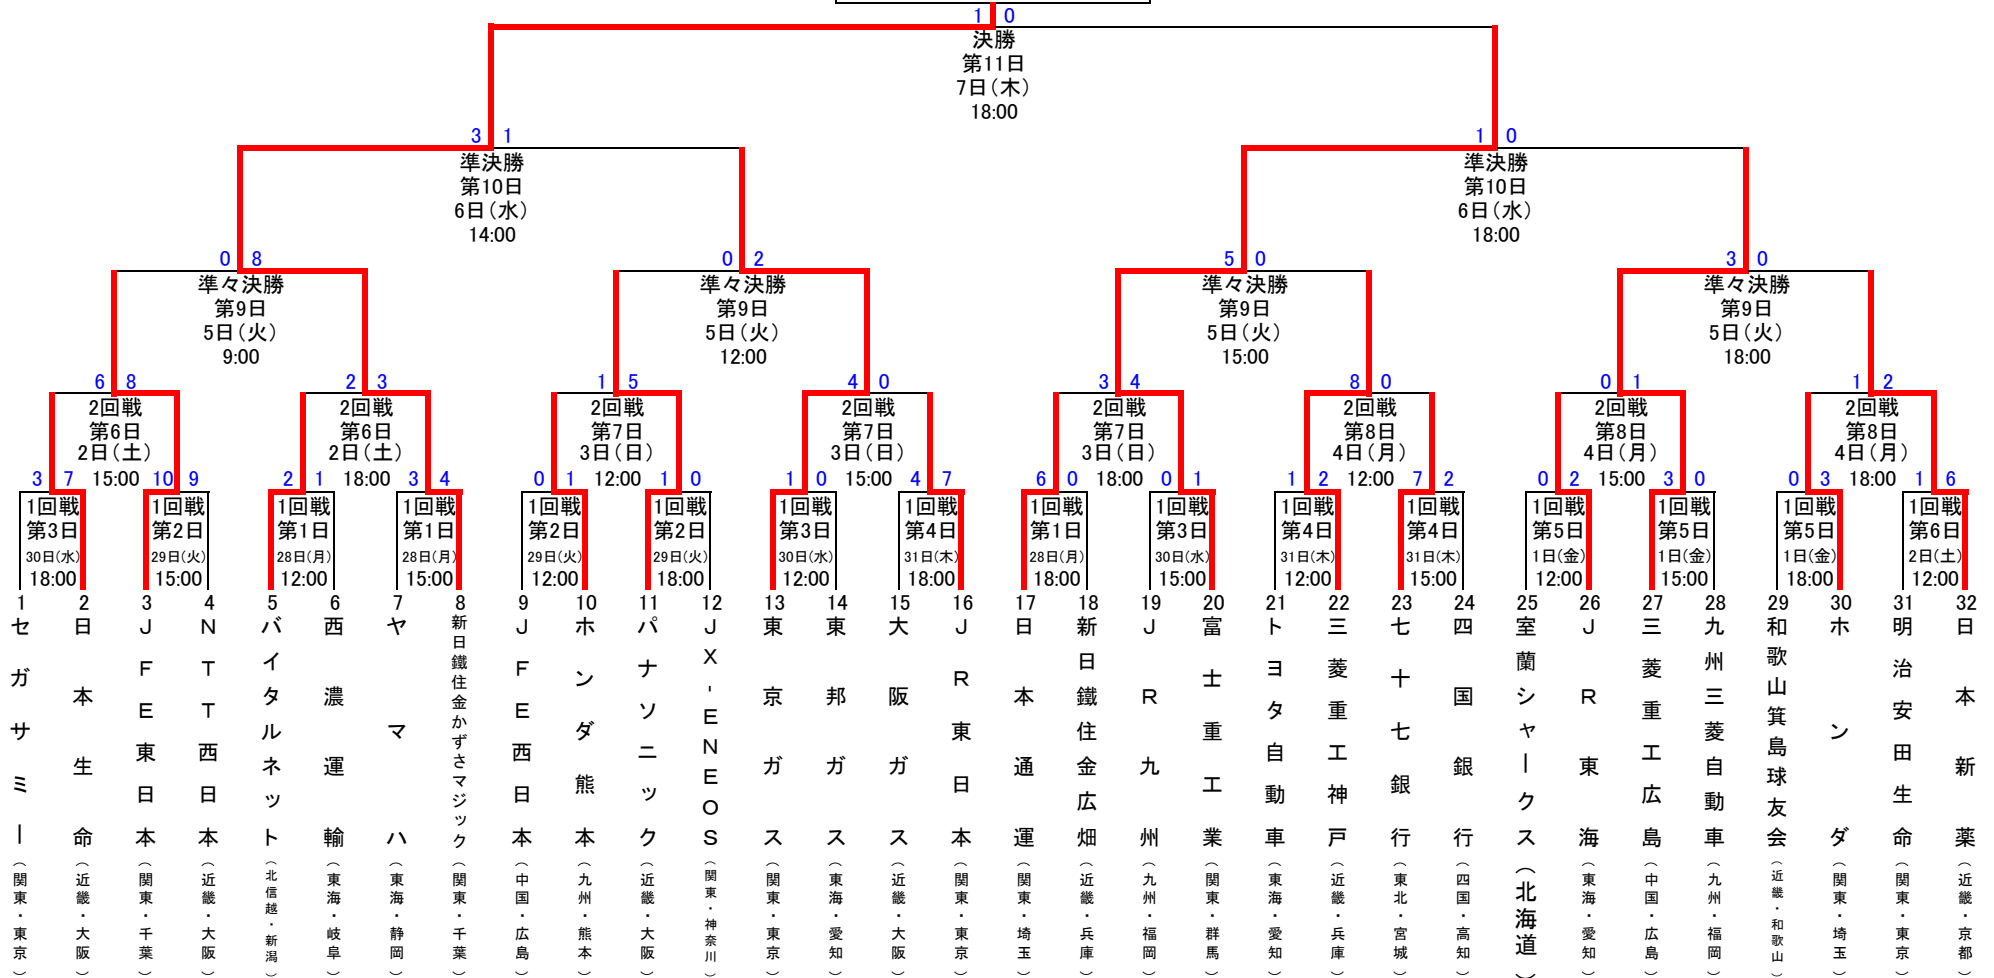 1 0
決勝
第11日
7日(木)
18:00
3 1
準決勝
第10日
6日(水)
14:00
1 0
準決勝
第10日
6日(水)
18:00
0 8
準々決勝
第9日
5日(火)
9:00
0 2
準々決勝
第9日
5日(火)
12:00
5 0
準々決勝
第9日
5日(火)
15:00
3 0
準々決勝
第9日
5日(火)
18:00
6 8
2回戦
第6日
2日(土)
15:00
2 3
2回戦
第6日
2日(土)
18:00
1 5
2回戦
第7日
3日(日)
12:00
4 0
2回戦
第7日
3日(日)
15:00
3 4
2回戦
第7日
3日(日)
18:00
8 0
2回戦
第8日
4日(月)
12:00
0 1
2回戦
第8日
4日(月)
15:00
1 2
2回戦
第8日
4日(月)
18:00
3 7
1回戦
第3日
30日(水)
18:00
10 9
1回戦
第2日
29日(火)
15:00
2 1
1回戦
第1日
28日(月)
12:00
3 4
1回戦
第1日
28日(月)
15:00
0 1
1回戦
第2日
29日(火)
12:00
1 0
1回戦
第2日
29日(火)
18:00
1 0
1回戦
第3日
30日(水)
12:00
4 7
1回戦
第4日
31日(木)
18:00
6 0
1回戦
第1日
28日(月)
18:00
0 1
1回戦
第3日
30日(水)
15:00
1 2
1回戦
第4日
31日(木)
12:00
7 2
1回戦
第4日
31日(木)
15:00
0 2
1回戦
第5日
1日(金)
12:00
3 0
1回戦
第5日
1日(金)
15:00
0 3
1回戦
第5日
1日(金)
18:00
1 6
1回戦
第6日
2日(土)
12:00
1 セガサミー(関東・東京)
2 日本生命(近畿・大阪)
3 JFE東日本(関東・千葉)
4 NTT西日本(近畿・大阪)
5 バイタルネット(北信越・新潟)
6 西濃運輸(東海・岐阜)
7 ヤマハ(東海・静岡)
8 新日鐵住金かずさマジック(関東・千葉)
9 JFE西日本(中国・広島)
10 ホンダ熊本(九州・熊本)
11 パナソニック(近畿・大阪)
12 JX-ENEOS(関東・神奈川)
13 東京ガス(関東・東京)
14 東邦ガス(東海・愛知)
15 大阪ガス(近畿・大阪)
16 JR東日本(関東・東京)
17 日本通運(関東・埼玉)
18 新日鐵住金広畑(近畿・兵庫)
19 JR九州(九州・福岡)
20 富士重工業(関東・群馬)
21 トヨタ自動車(東海・愛知)
22 三菱重工神戸(近畿・兵庫)
23 七十七銀行(東北・宮城)
24 四国銀行(四国・高知)
25 室蘭シャークス(北海道)
26 JR東海(東海・愛知)
27 三菱重工広島(中国・広島)
28 九州三菱自動車(九州・福岡)
29 和歌山箕島球友会(近畿・和歌山)
30 ホンダ(関東・埼玉)
31 明治安田生命(関東・東京)
32 日本新薬(近畿・京都)